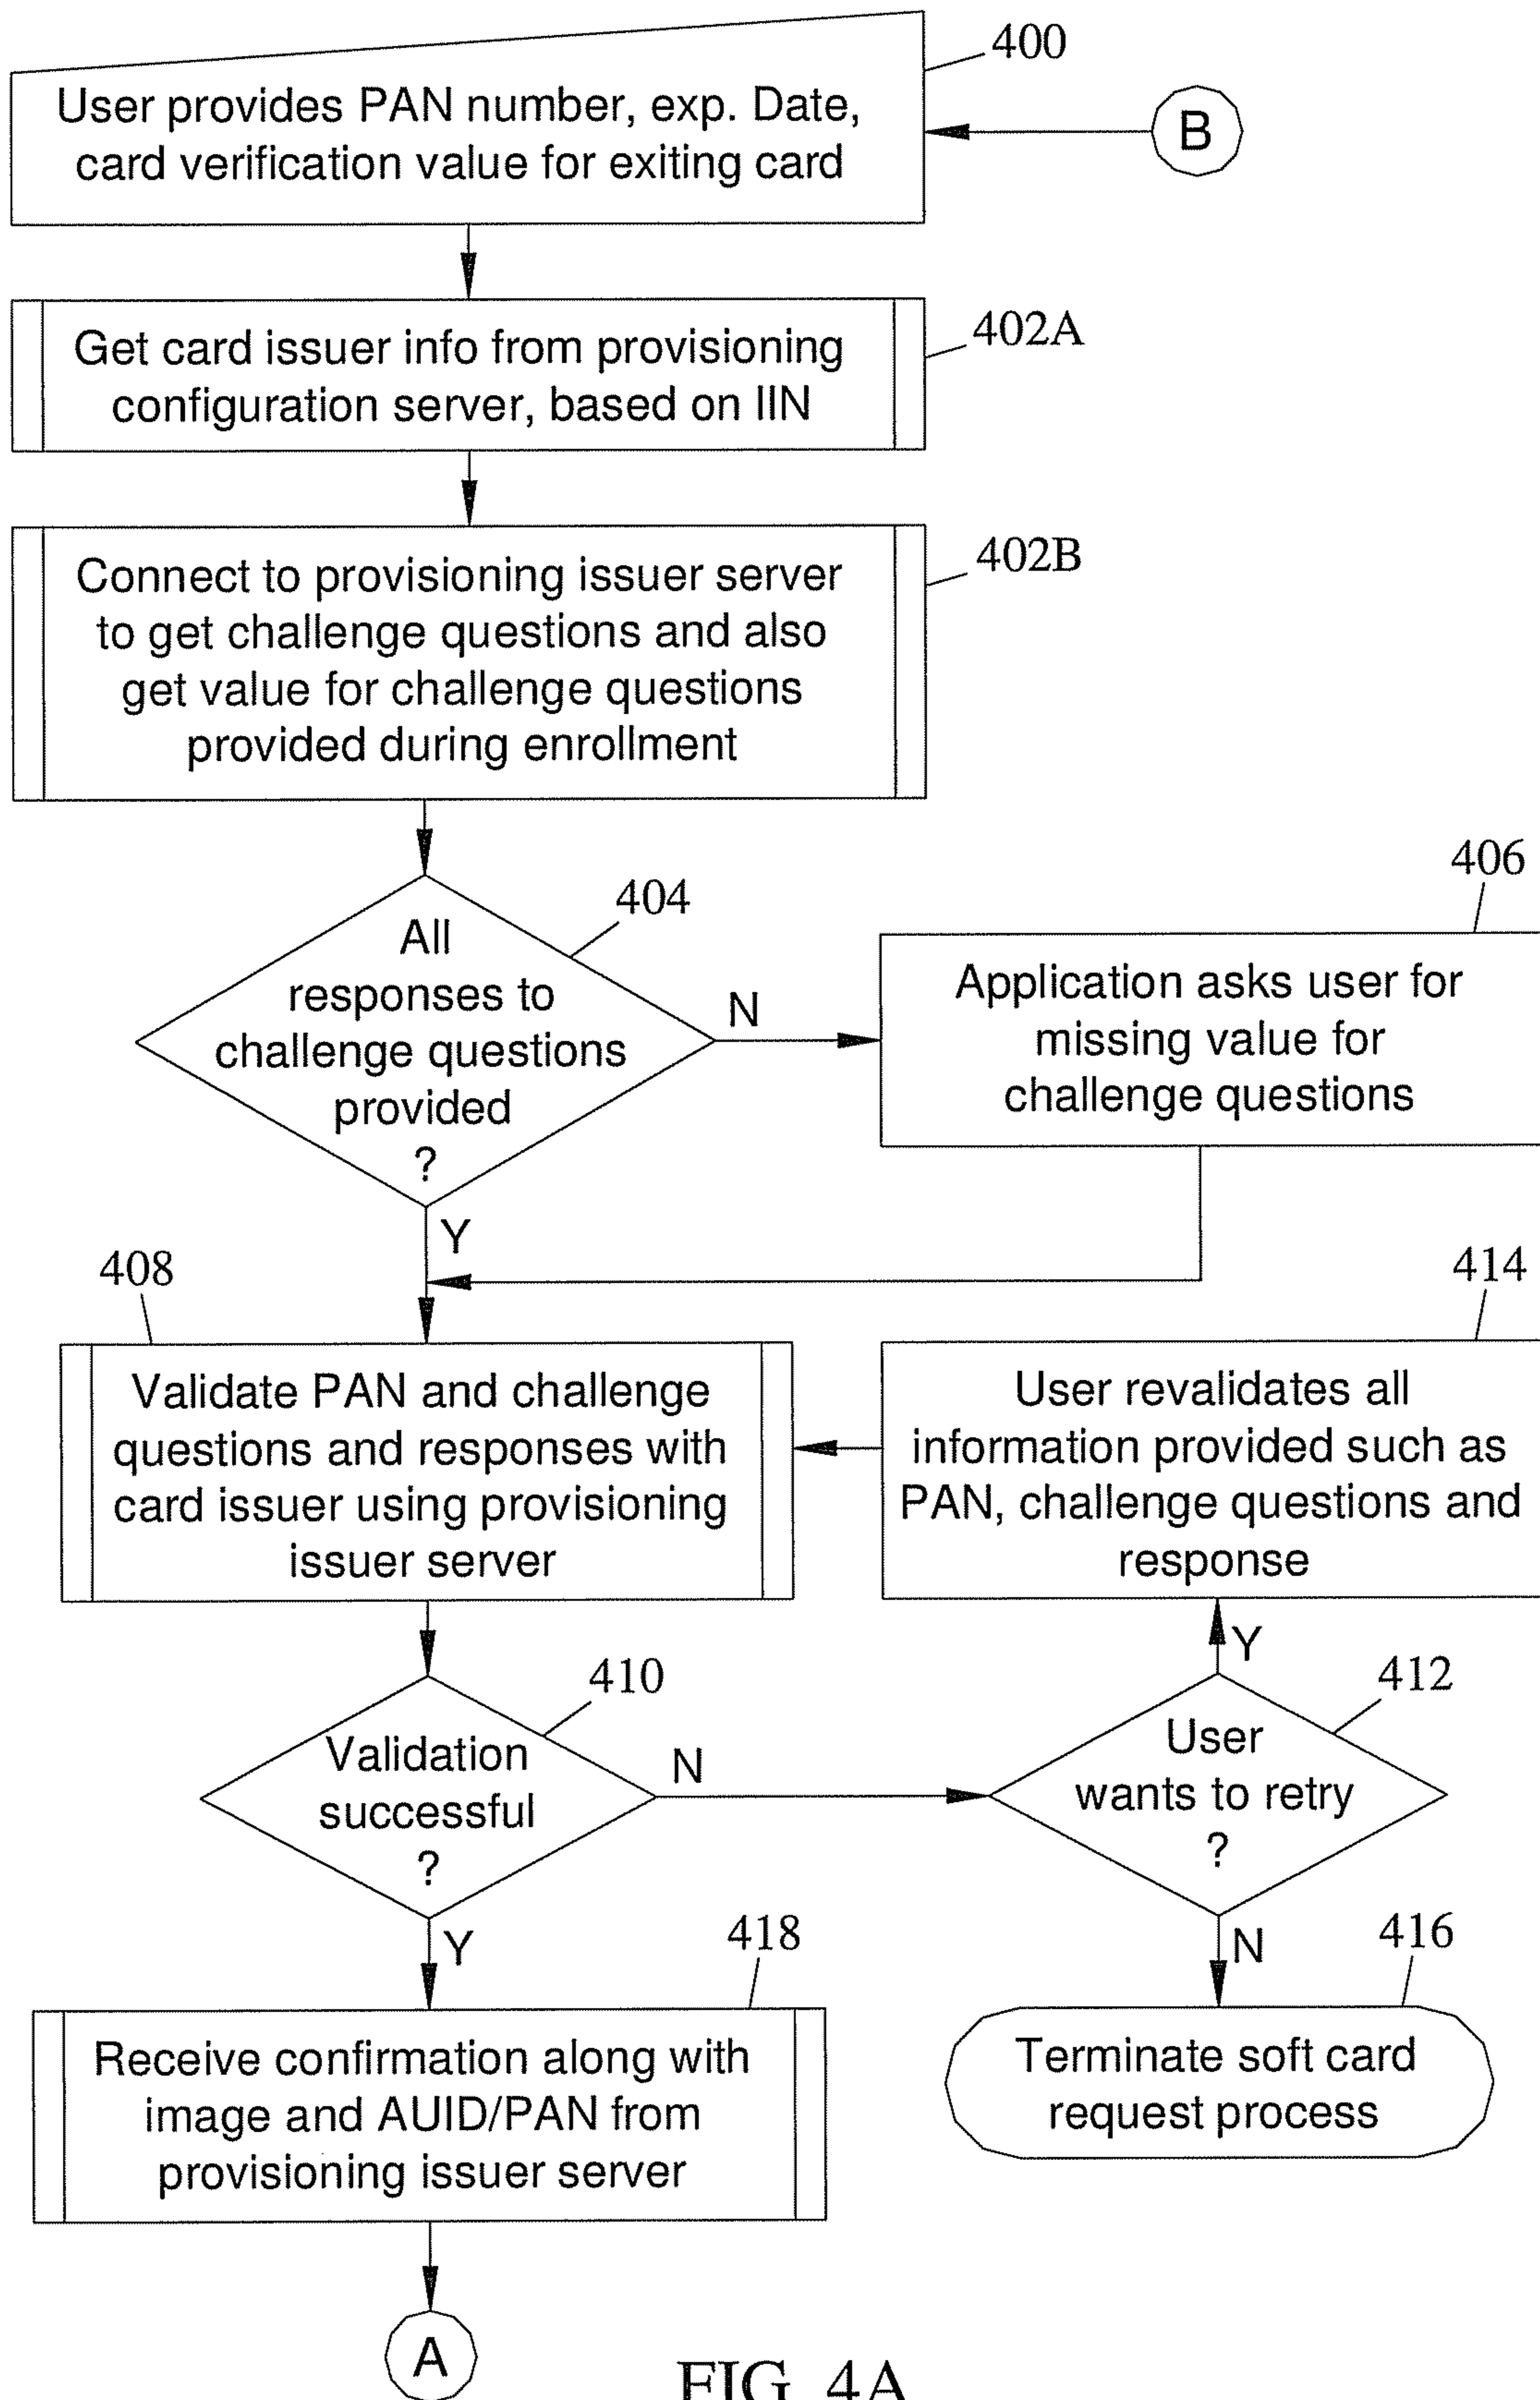 400
User provides PAN number, exp. Date,
card verification value for exiting card
B
402A
Get card issuer info from provisioning
configuration server, based on IIN
402B
Connect to provisioning issuer server
to get challenge questions and also
get value for challenge questions
provided during enrollment
404
All
responses to
challenge questions
provided
?
N
Y
406
Application asks user for
missing value for
challenge questions
408
Validate PAN and challenge
questions and responses with
card issuer using provisioning
issuer server
414
User revalidates all
information provided such as
PAN, challenge questions and
response
410
Validation
successful
?
N
Y
412
User
wants to retry
?
Y
N
418
Receive confirmation along with
image and AUID/PAN from
provisioning issuer server
416
Terminate soft card
request process
A
FIG. 4A